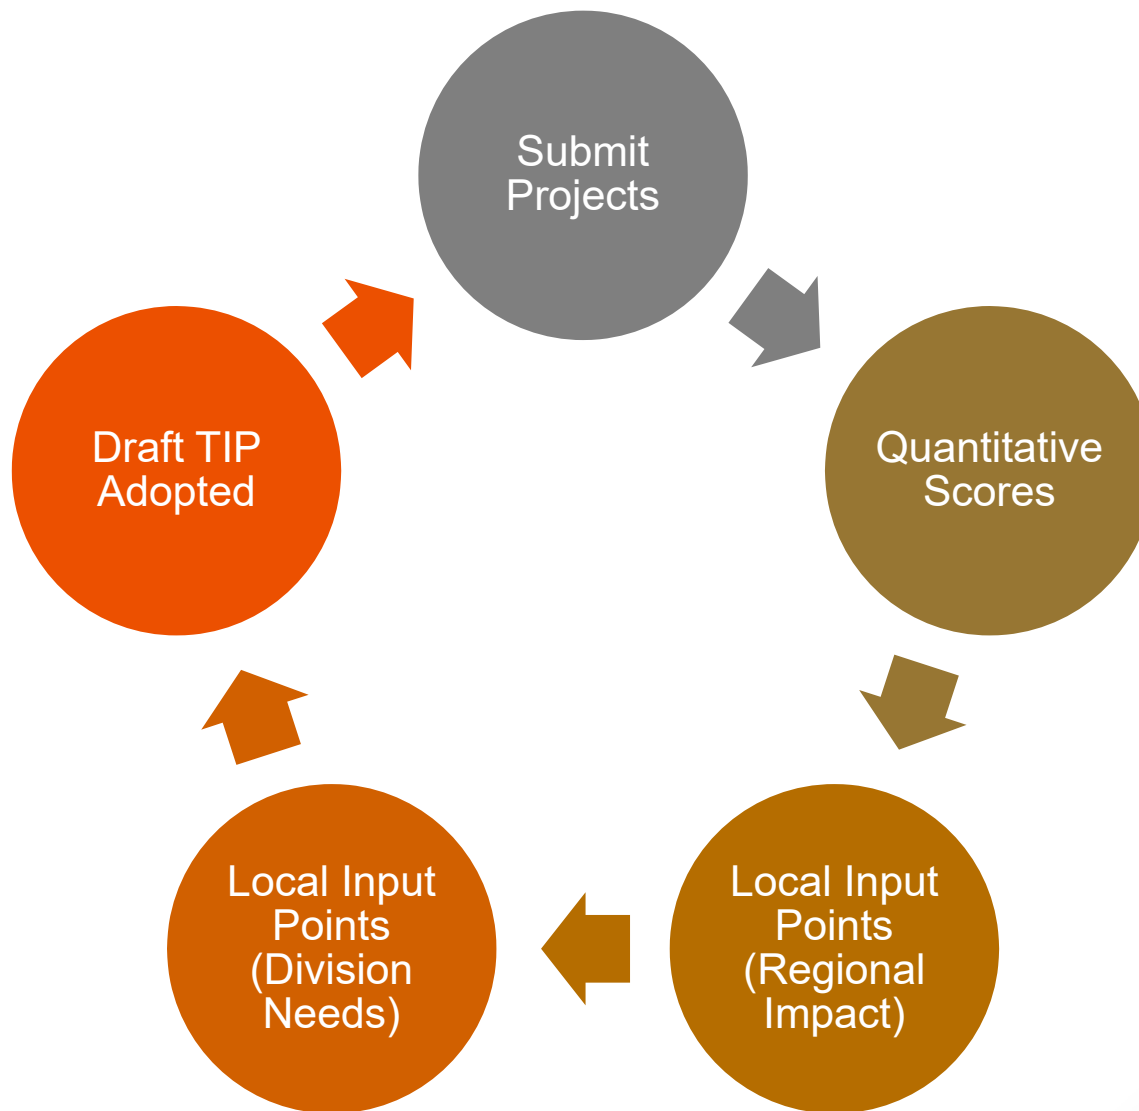 Submit
Projects
Quantitative
Scores
Local Input
Points
(Regional
Impact)
Local Input
Points
(Division
Needs)
Draft TIP
Adopted